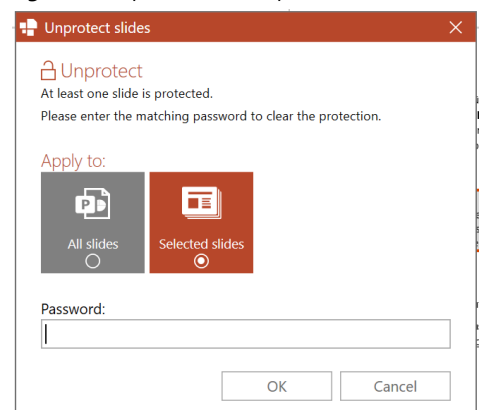 Unprotect slides
Unprotect
At least one slide is protected.
Please enter the matching password to clear the protection.
Apply to:
All slides
Selected slides
Password:
OK
Cancel